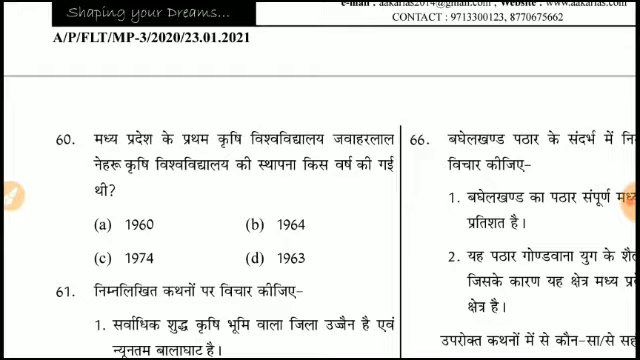 Shaping your Dreams...
e-mail : aakarias2014@gmail.com, Website : www.aakarias.com
CONTACT : 9713300123, 8770675662
A/P/FLT/MP-3/2020/23.01.2021
60. मध्य प्रदेश के प्रथम कृषि विश्वविद्यालय जवाहरलाल
नेहरू कृषि विश्वविद्यालय की स्थापना किस वर्ष की गई
थी?
(a) 1960 (b) 1964
(c) 1974 (d) 1963
61. निम्नलिखित कथनों पर विचार कीजिए-
1. सर्वाधिक शुद्ध कृषि भूमि वाला जिला उज्जैन है एवं
न्यूनतम बालाघाट है।
66. बघेलखण्ड पठार के संदर्भ में
विचार कीजिए-
1. बघेलखण्ड का पठार संपूर्ण
प्रतिशत है।
2. यह पठार गोण्डवाना युग के
जिसके कारण यह क्षेत्र मध्य
क्षेत्र है।
उपरोक्त कथनों में से कौन-सा/से